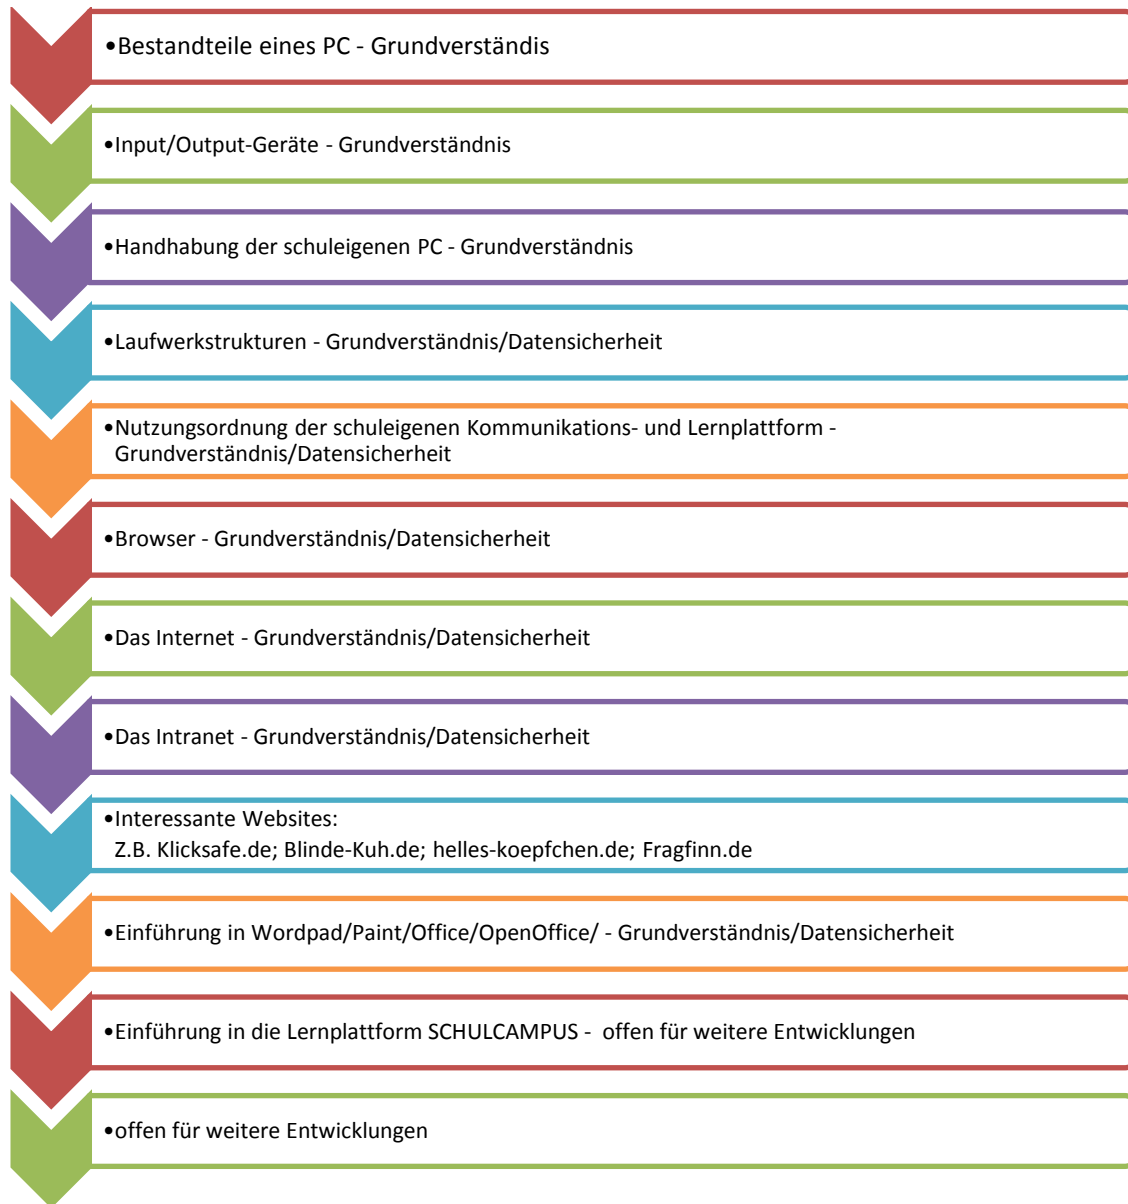 •Bestandteile eines PC - Grundverständis
•Input/Output-Geräte - Grundverständnis
•Handhabung der schuleigenen PC - Grundverständnis
•Laufwerkstrukturen - Grundverständnis/Datensicherheit
•Nutzungsordnung der schuleigenen Kommunikations- und Lernplattform -
Grundverständnis/Datensicherheit
•Browser - Grundverständnis/Datensicherheit
•Das Internet - Grundverständnis/Datensicherheit
•Das Intranet - Grundverständnis/Datensicherheit
•Interessante Websites:
Z.B. Klicksafe.de; Blinde-Kuh.de; helles-koepfchen.de; Fragfinn.de
•Einführung in Wordpad/Paint/Office/OpenOffice/ - Grundverständnis/Datensicherheit
•Einführung in die Lernplattform SCHULCAMPUS -  offen für weitere Entwicklungen
•offen für weitere Entwicklungen